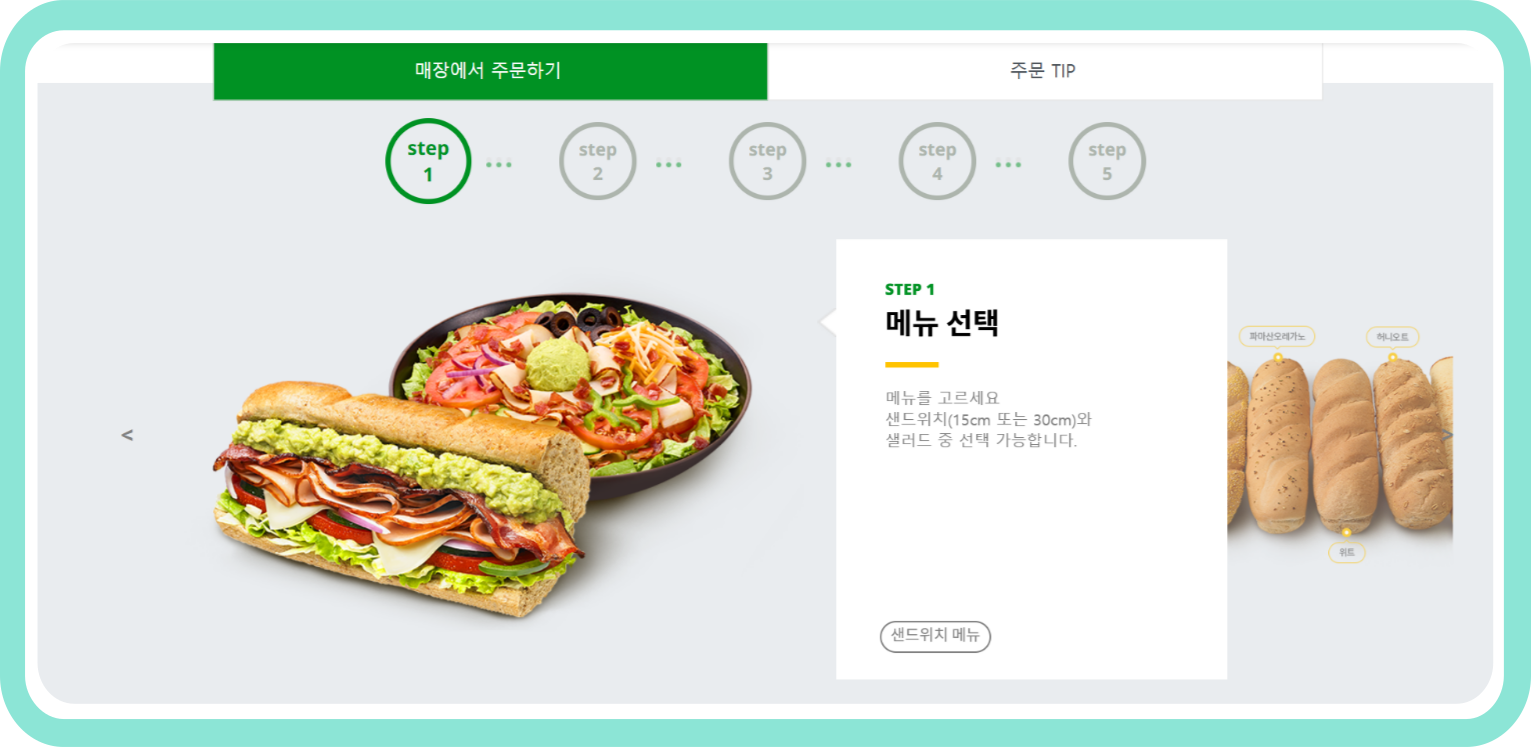 매장에서 주문하기
주문 TIP
step
1
step
2
step
3
step
4
step
5
STEP 1
메뉴 선택
메뉴를 고르세요
샌드위치(15cm 또는 30cm)와
샐러드 중 선택 가능합니다.
샌드위치 메뉴
<
파마산오레가노
허니오트
위트